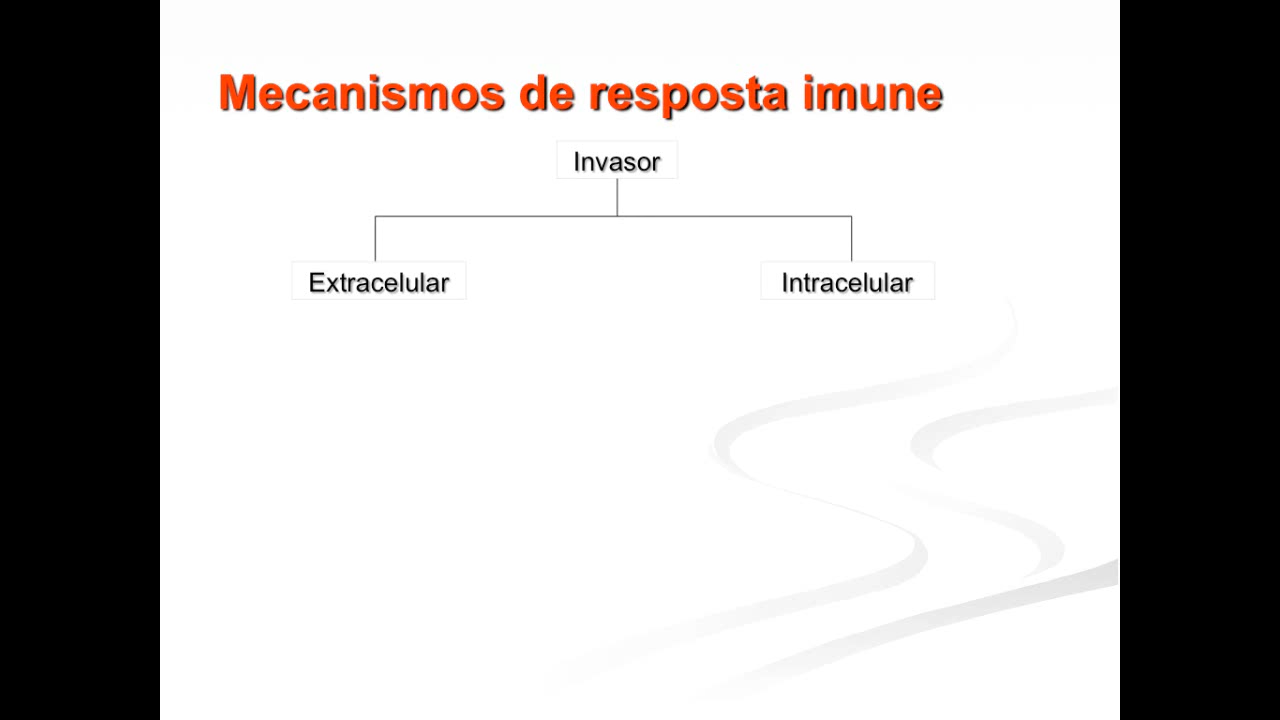 Mecanismos de resposta imune
Invasor
Extracelular
Intracelular